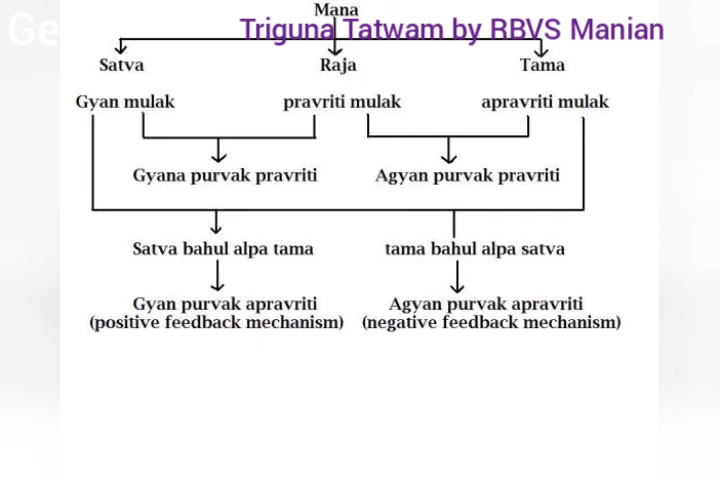 Ge
Mana
Triguna Tatwam by RBVS Manian
Satva Raja Tama
Gyan mulak pravriti mulak apravriti mulak
Gyana purvak pravriti Agyan purvak pravriti
Satva bahul alpa tama tama bahul alpa satva
Gyan purvak apravriti Agyan purvak apravriti
(positive feedback mechanism) (negative feedback mechanism)